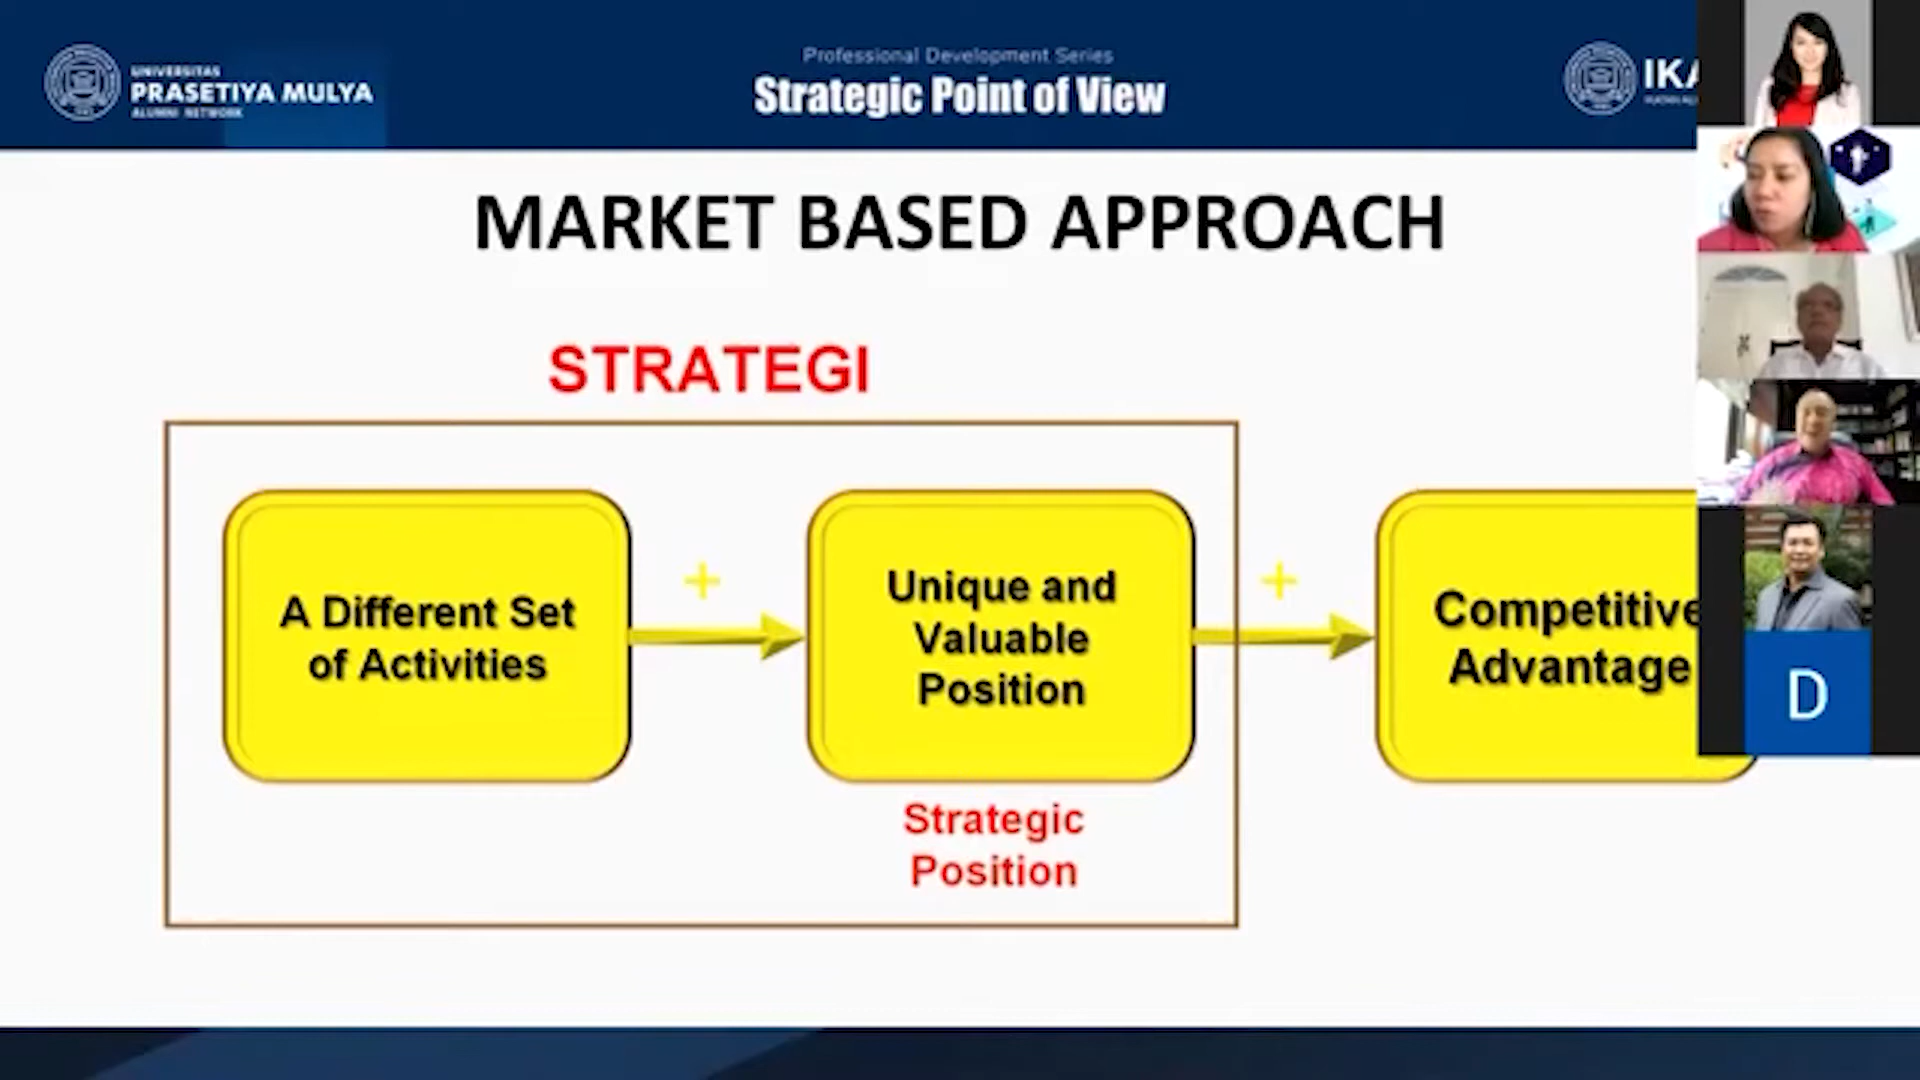 UNIVERSITAS
PRASETIYA MULYA
ALUMNI NETWORK
Professional Development Series
Strategic Point of View
IKA
MARKET BASED APPROACH
STRATEGI
A Different Set
of Activities
+
Unique and
Valuable
Position
+
Competitive
Advantage
Strategic
Position
D